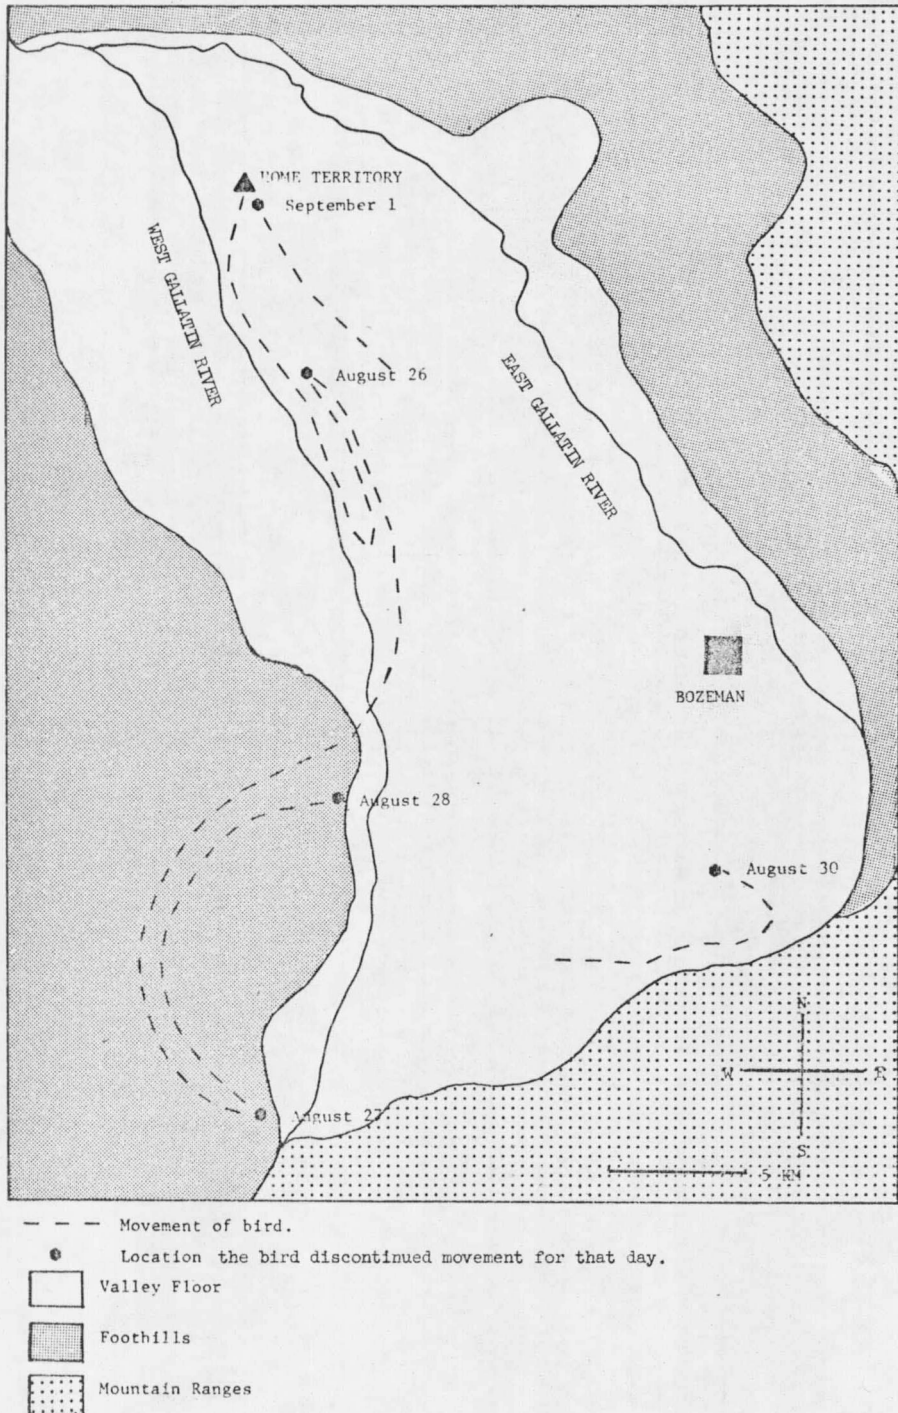 HOME TERRITORY
September 1
WEST GALLATIN RIVER
August 26
EAST GALLATIN RIVER
BOZEMAN
August 28
August 30
N
W E
August 27
S
5 KM
Movement of bird.
Location the bird discontinued movement for that day.
Valley Floor
Foothills
Mountain Ranges